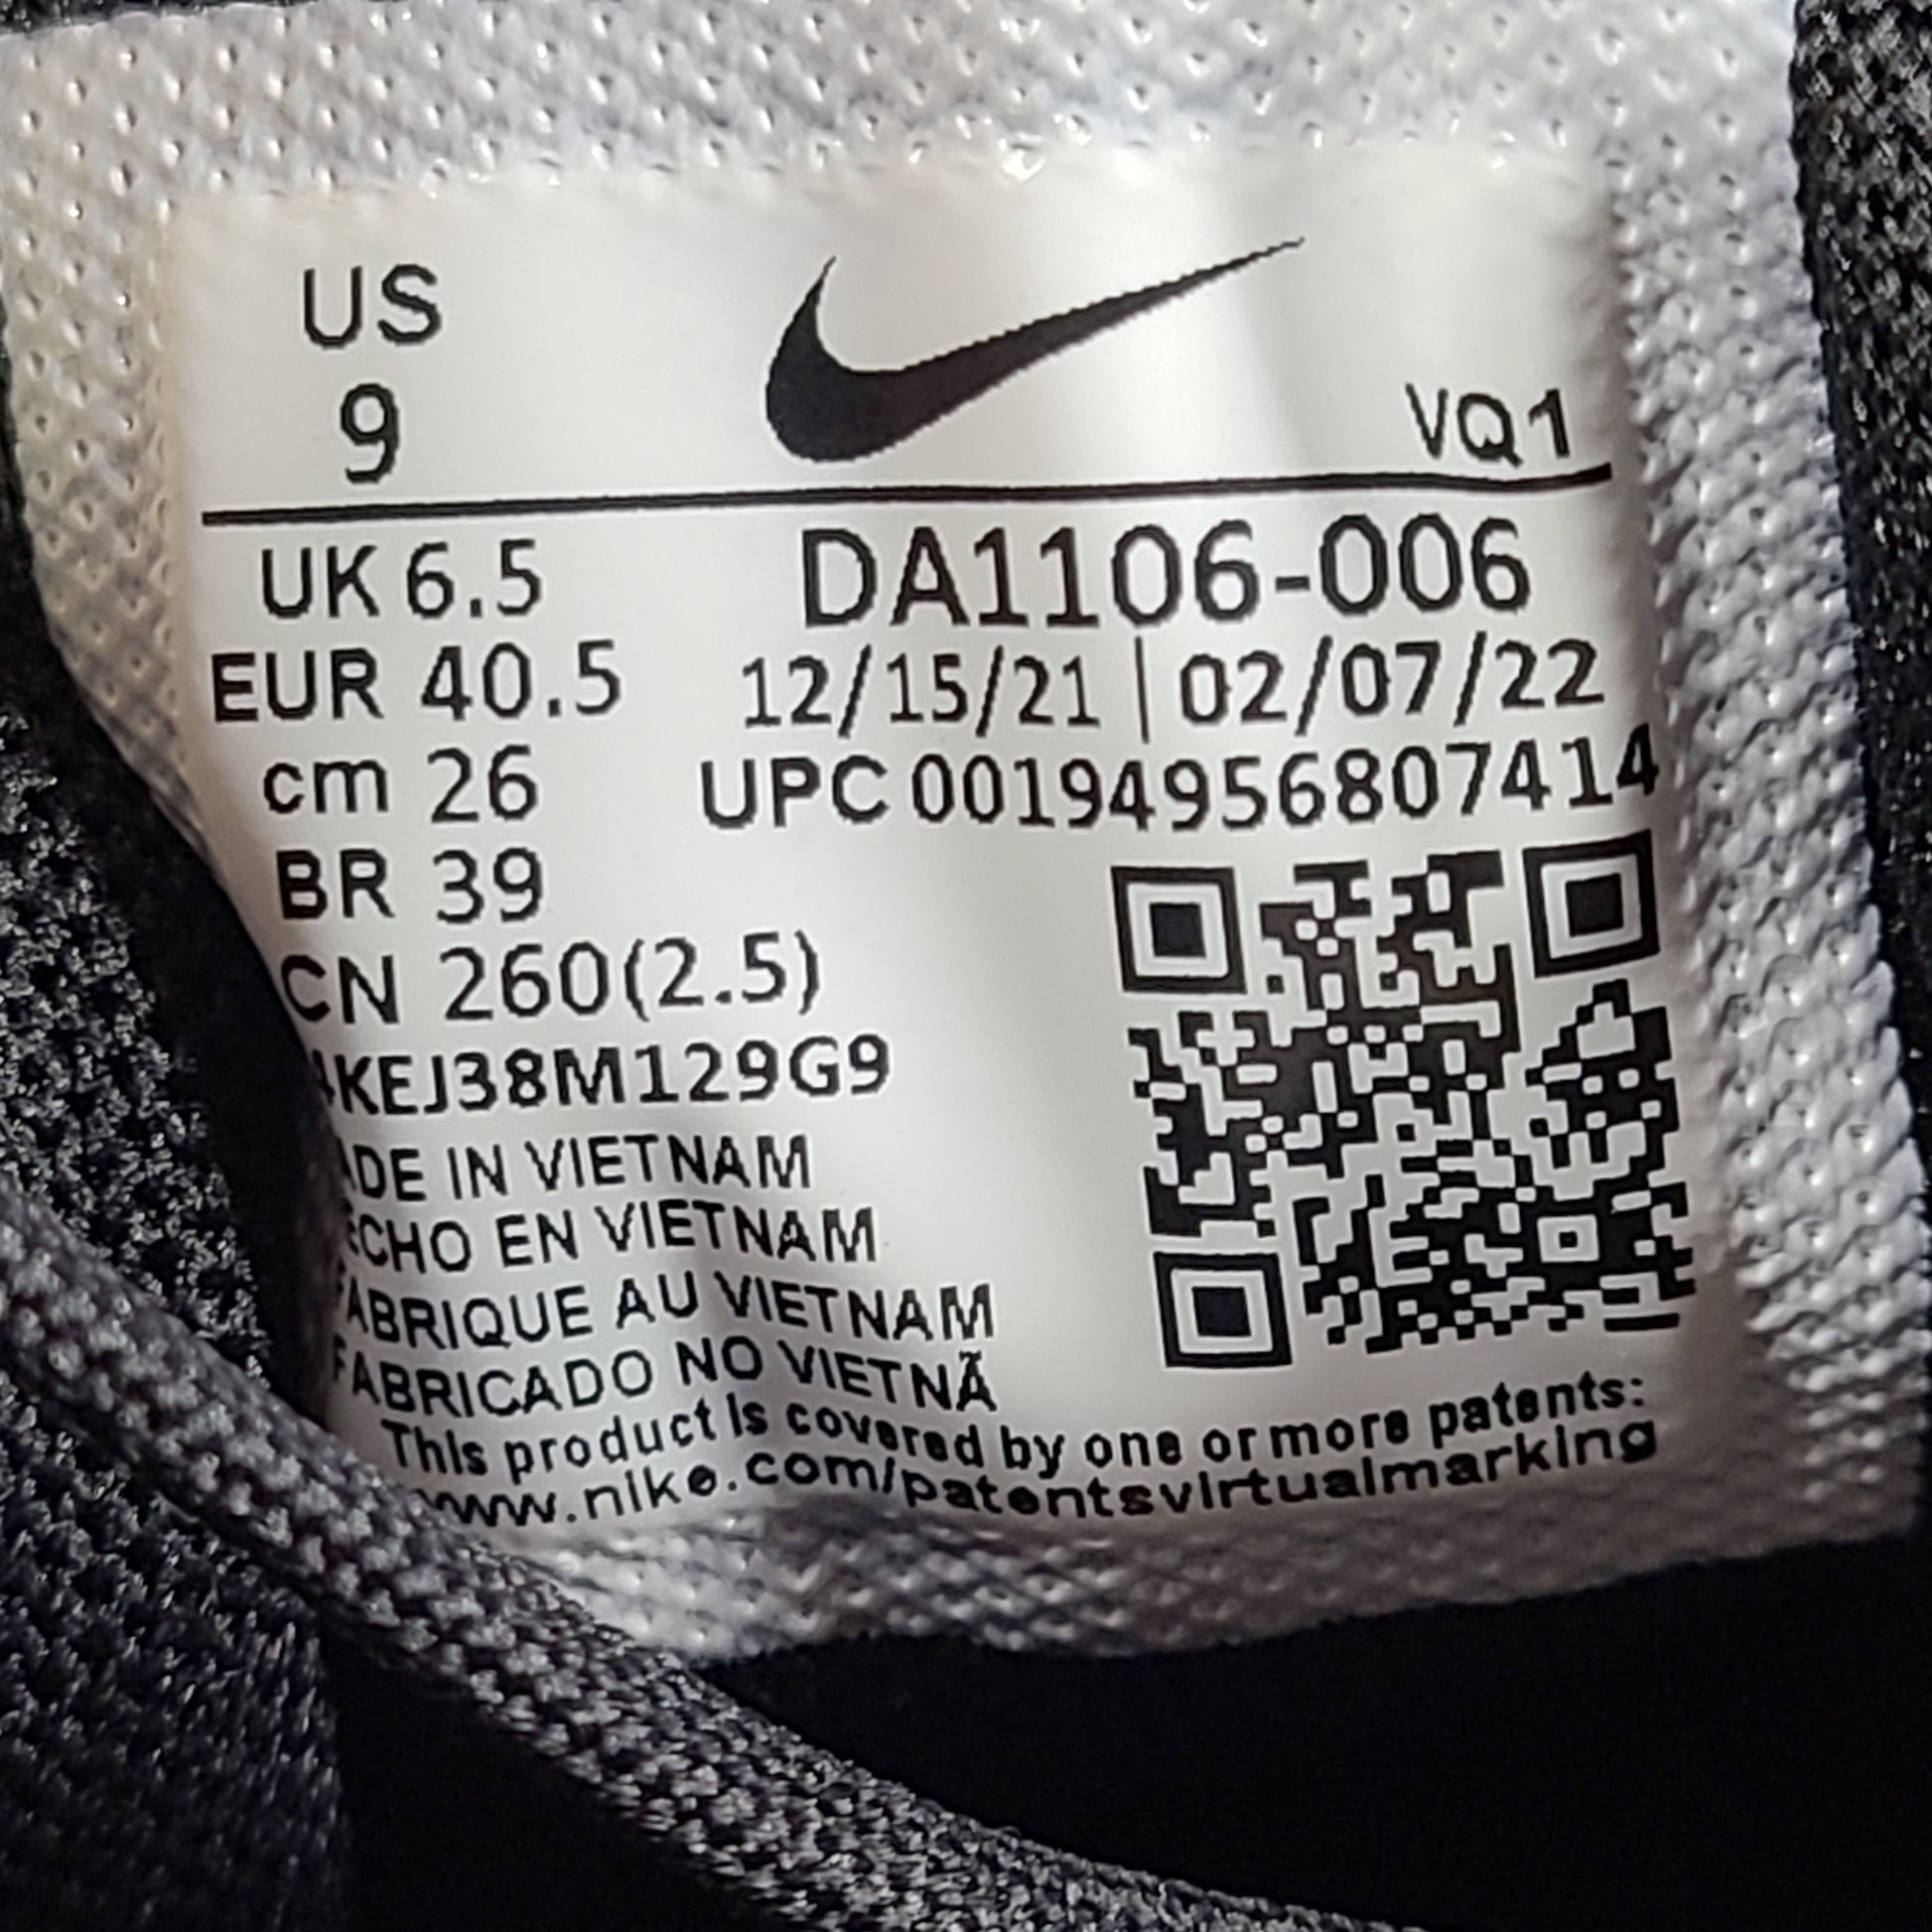 US
9
VQ1
UK 6.5
DA1106-006
EUR 40.5
12/15/21 | 02/07/22
cm 26
UPC 00194956807414
BR 39
CN 260(2.5)
AKEJ38M129G9
ADE IN VIETNAM
ECHO EN VIETNAM
FABRIQUE AU VIETNAM
FABRICADO NO VIETNÃ
This product is covered by one or more patents:
www.nike.com/patentsvirtualmarking